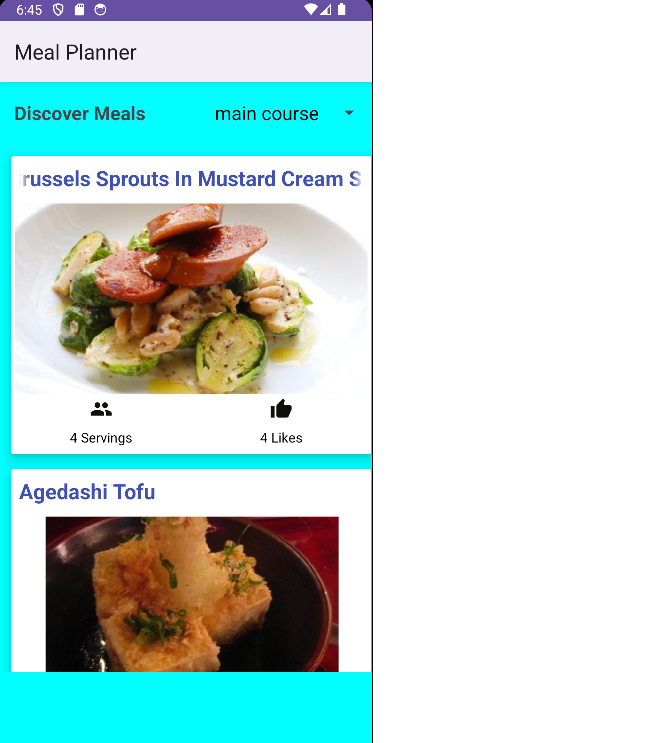 6:45
Meal Planner
Discover Meals main course
russels Sprouts In Mustard Cream S
4 Servings 4 Likes
Agedashi Tofu